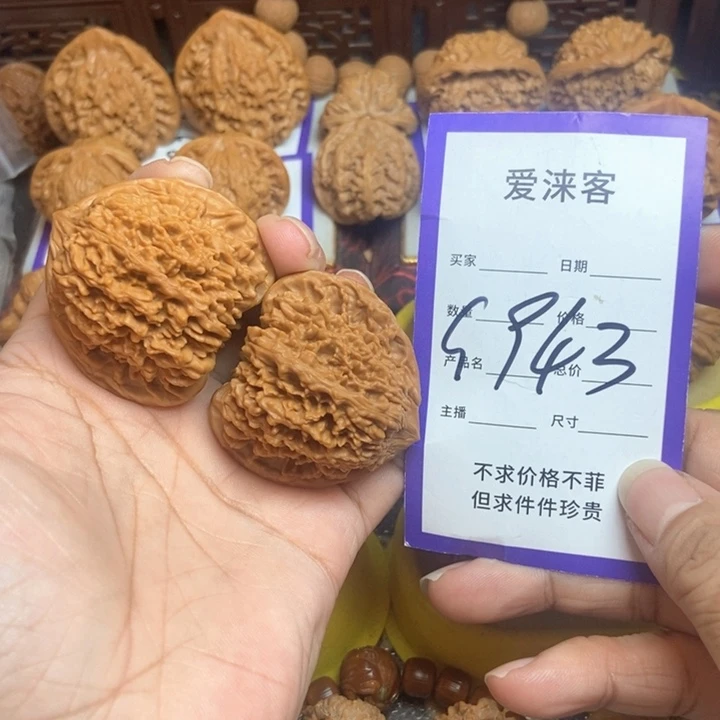 爱涞客
买家 日期
数量 价格
G943
产品名 总价
主播 尺寸
不求价格不菲
但求件件珍贵